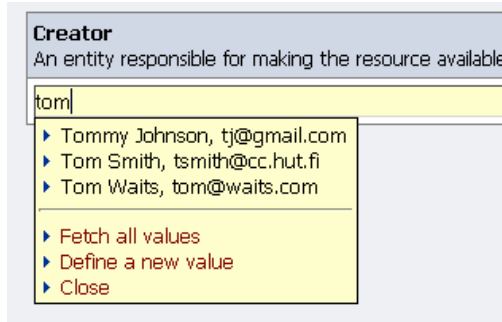 Creator
An entity responsible for making the resource available
tom
Tommy Johnson, tj@gmail.com
Tom Smith, tsmith@cc.hut.fi
Tom Waits, tom@waits.com
Fetch all values
Define a new value
Close